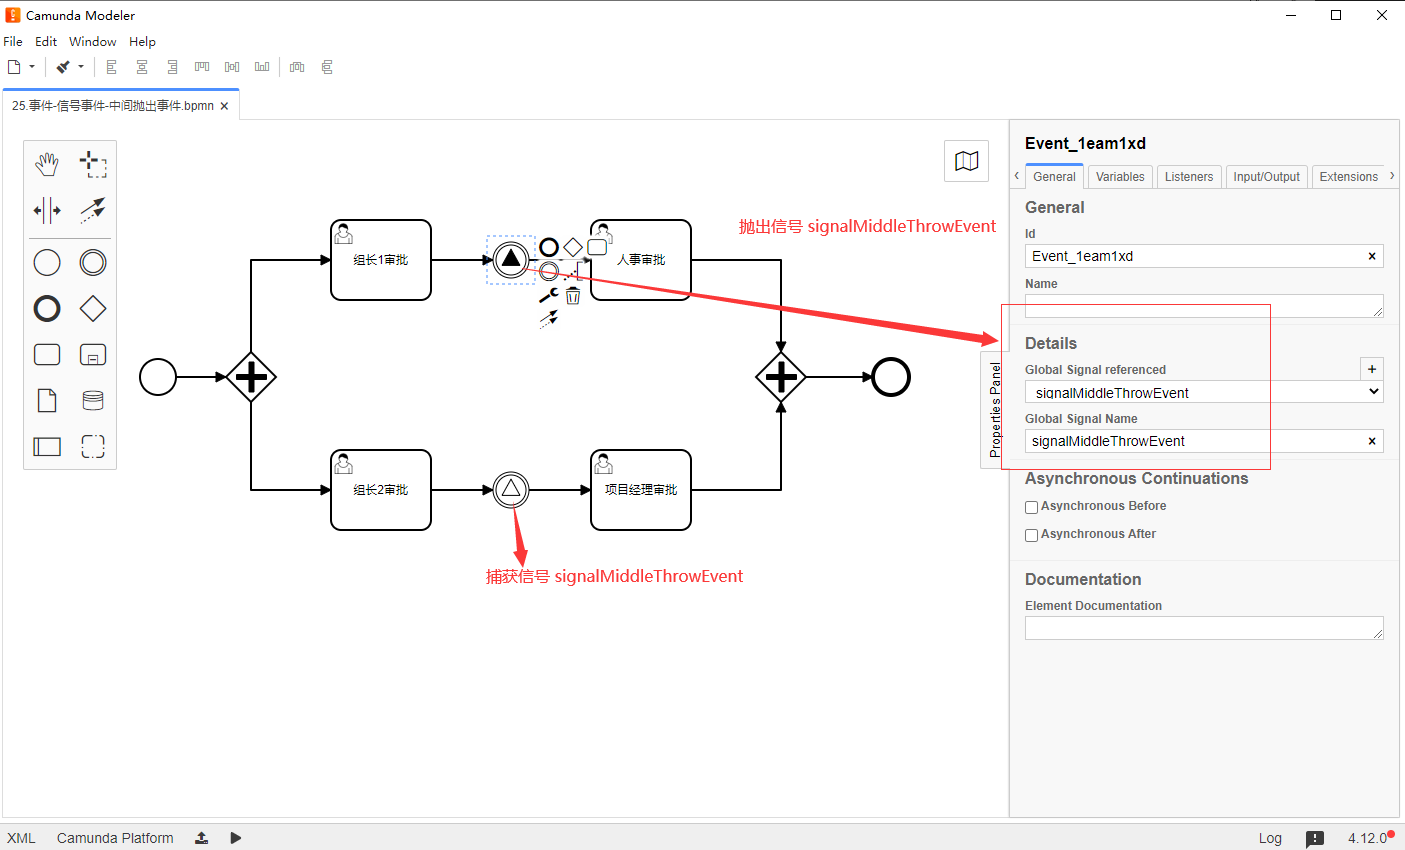 Camunda Modeler
File Edit Window Help
25.事件-信号事件-中间抛出事件.bpmn ×
Event_1eam1xd
General Variables Listeners Input/Output Extensions
General
Id
Event_1eam1xd ×
Name
Details
Global Signal referenced +
signalMiddleThrowEvent
Global Signal Name
signalMiddleThrowEvent ×
Asynchronous Continuations
Asynchronous Before
Asynchronous After
Documentation
Element Documentation
Properties Panel
抛出信号 signalMiddleThrowEvent
组长1审批
人事审批
组长2审批
项目经理审批
捕获信号 signalMiddleThrowEvent
XML Camunda Platform Log 4.12.0